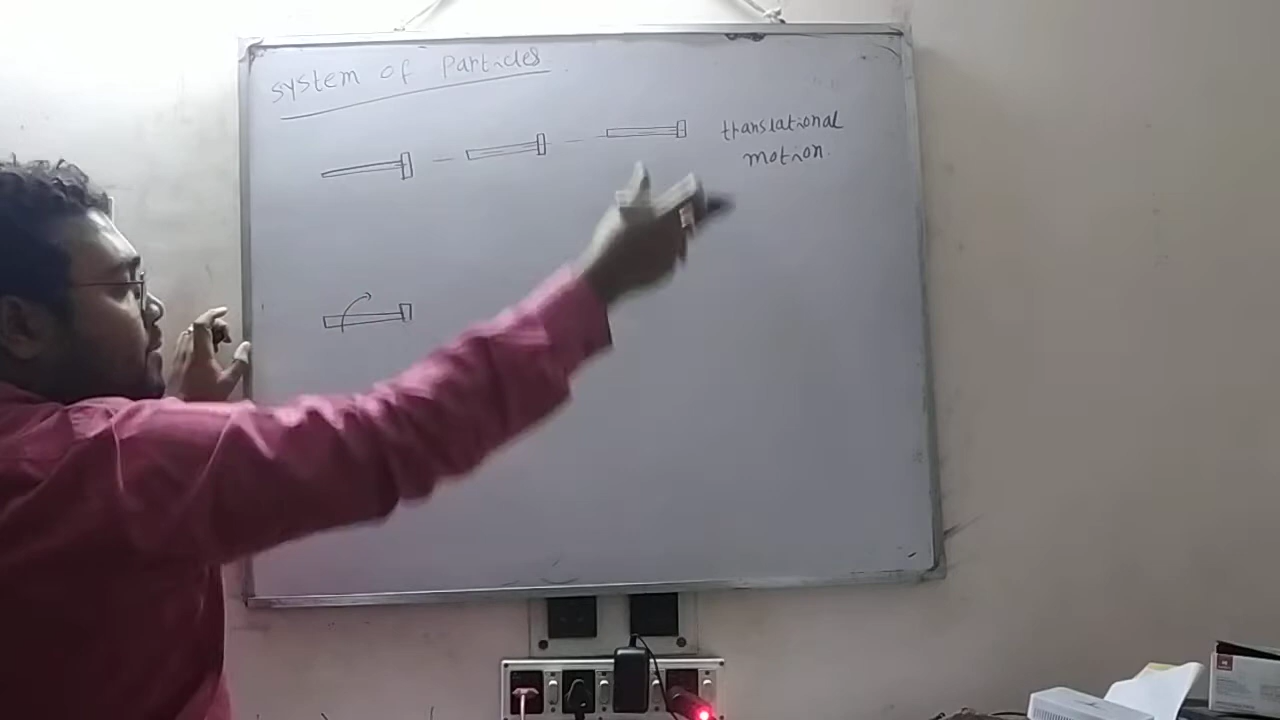 system of Particles
translational
motion.